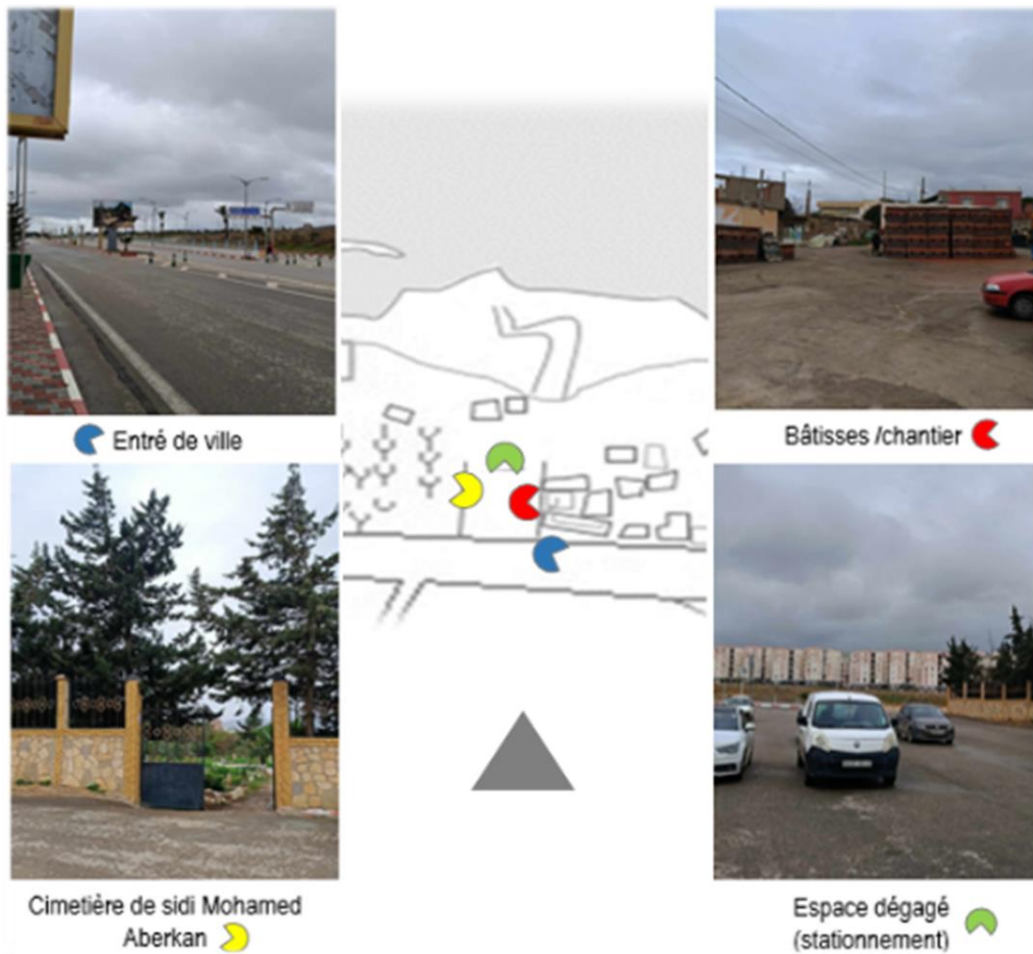 Entré de ville
Bâtisses /chantier
Cimetière de sidi Mohamed
Aberkan
Espace dégagé
(stationnement)